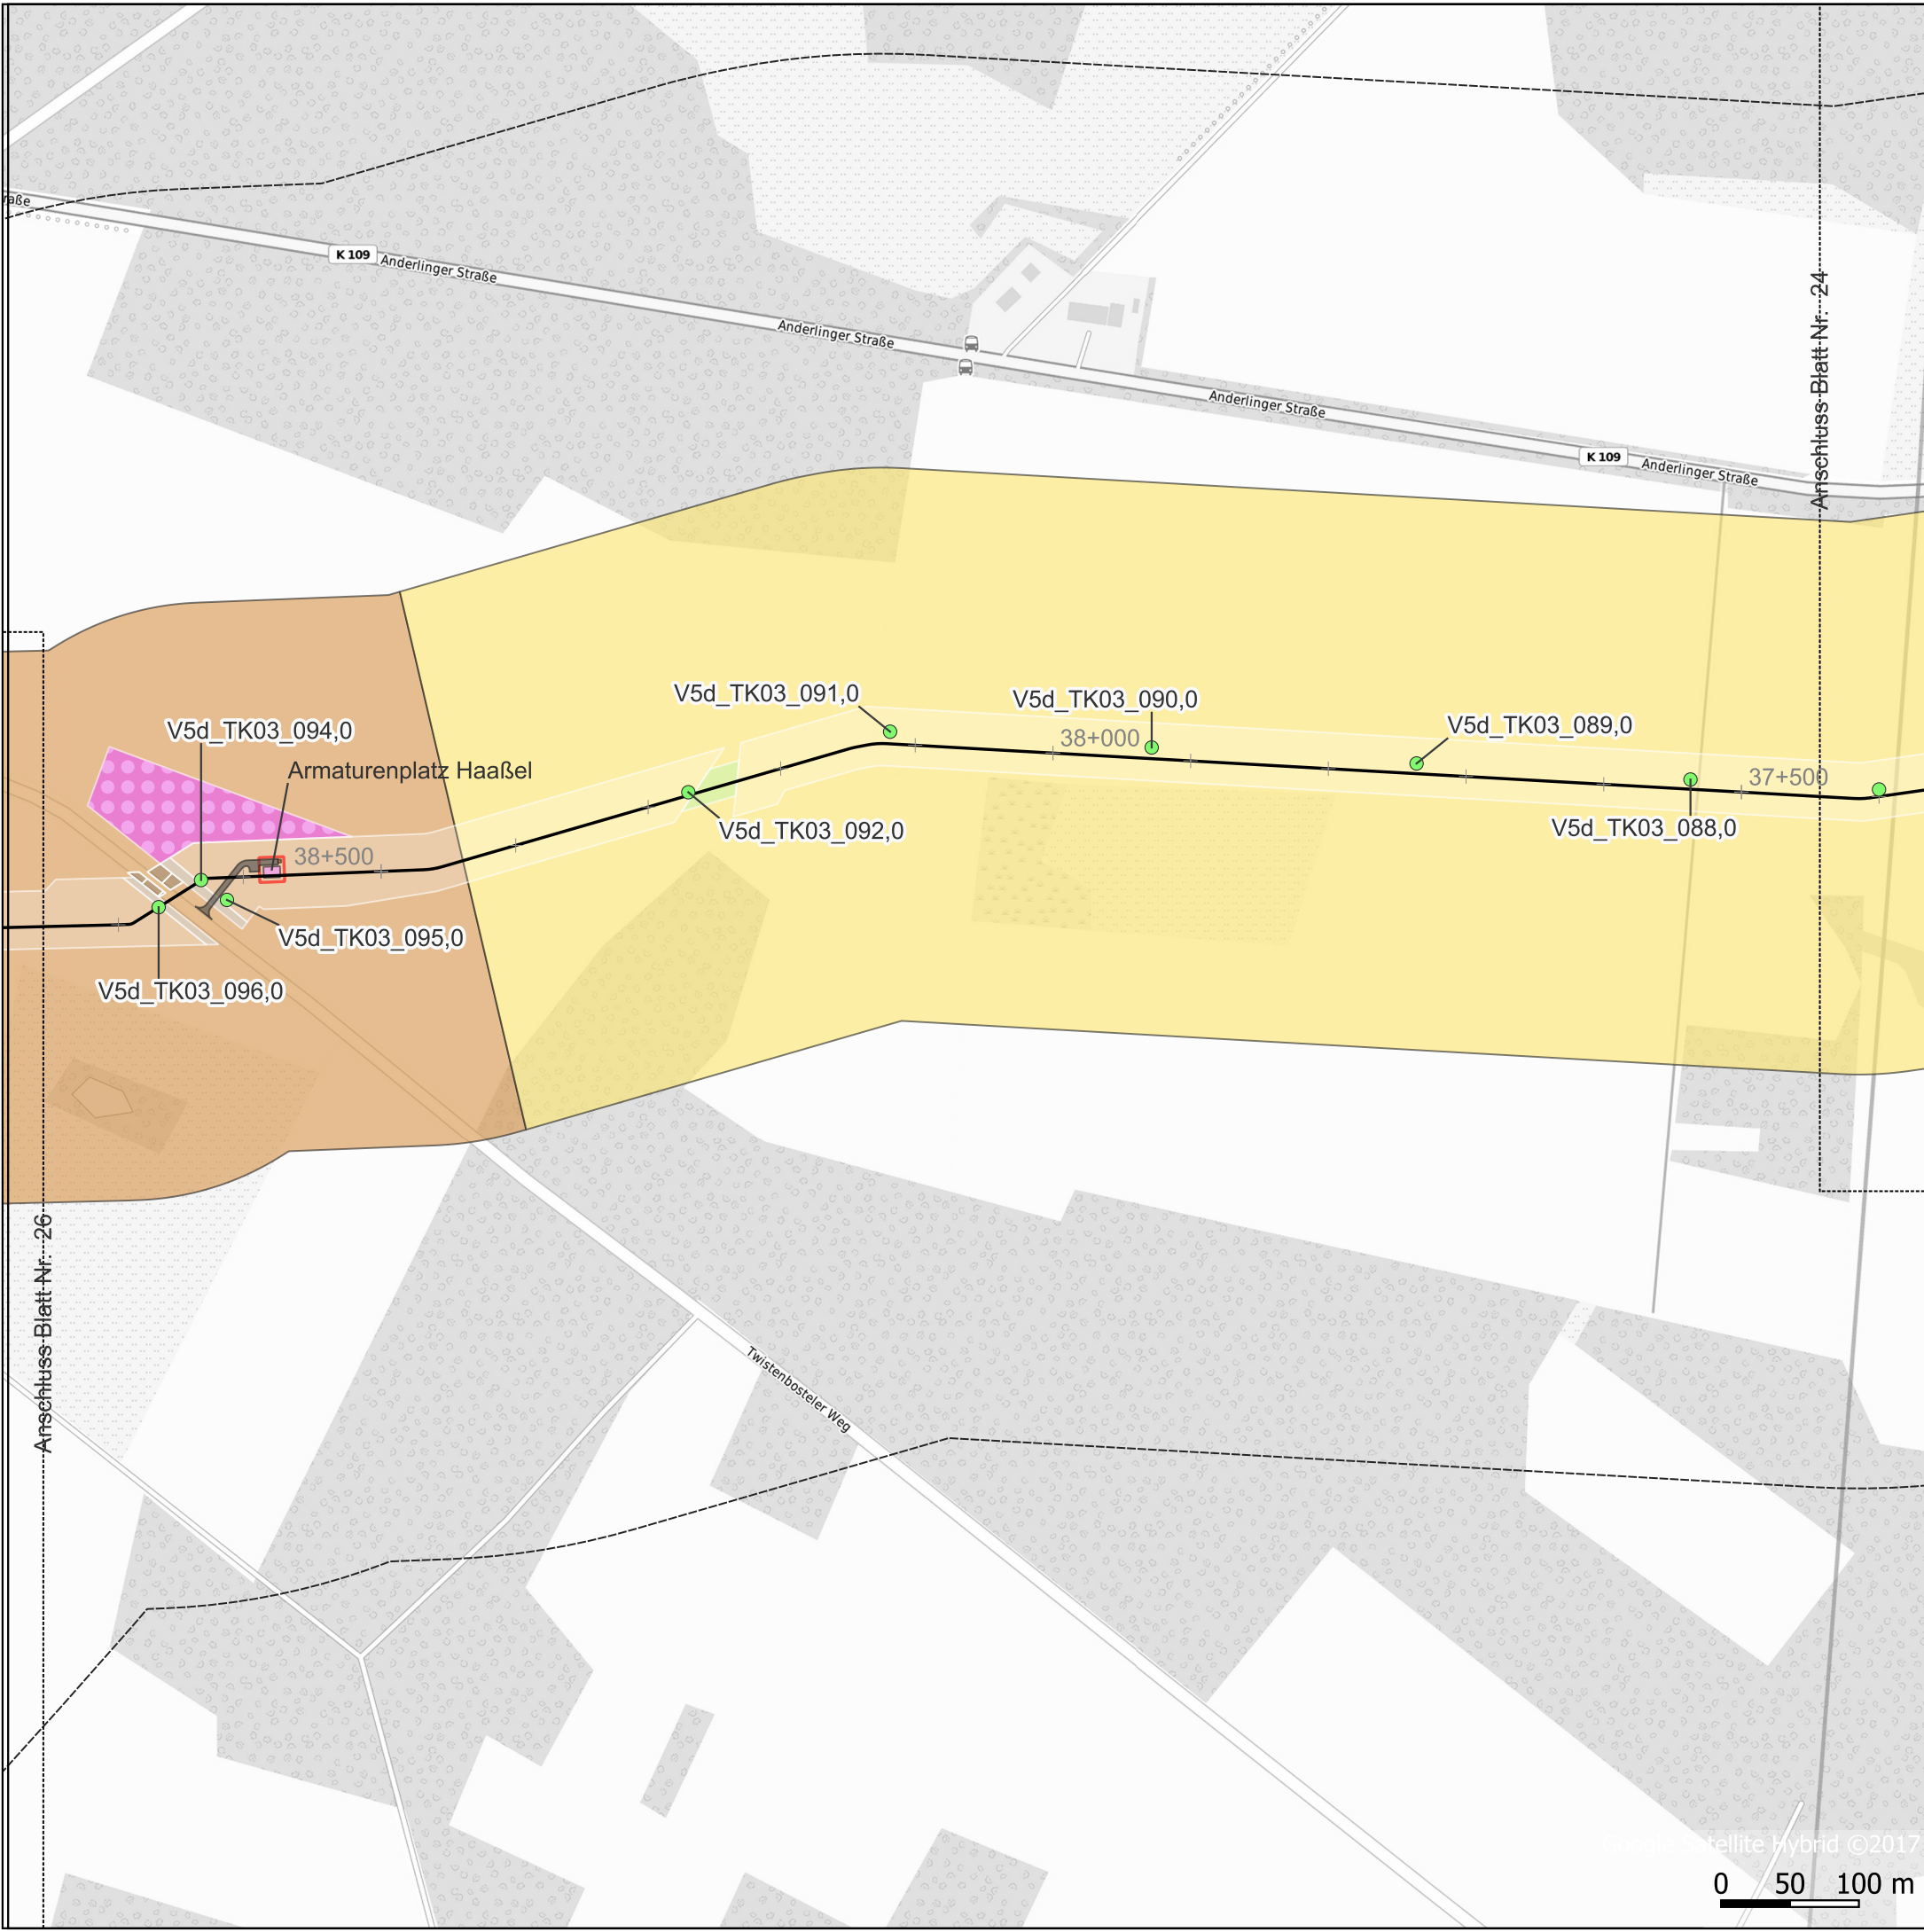 raße
K 109
Anderlinger Straße
Anderlinger Straße
Anderlinger Straße
K 109
Anderlinger Straße
Anschluss Blatt Nr. 24
V5d_TK03_091,0
V5d_TK03_090,0
V5d_TK03_089,0
V5d_TK03_094,0
38+000
Armaturenplatz Haaßel
37+500
V5d_TK03_092,0
V5d_TK03_088,0
38+500
V5d_TK03_095,0
V5d_TK03_096,0
Anschluss Blatt Nr. 26
Twistenbosteler Weg
Google Satellite Hybrid ©2017
0 50 100 m